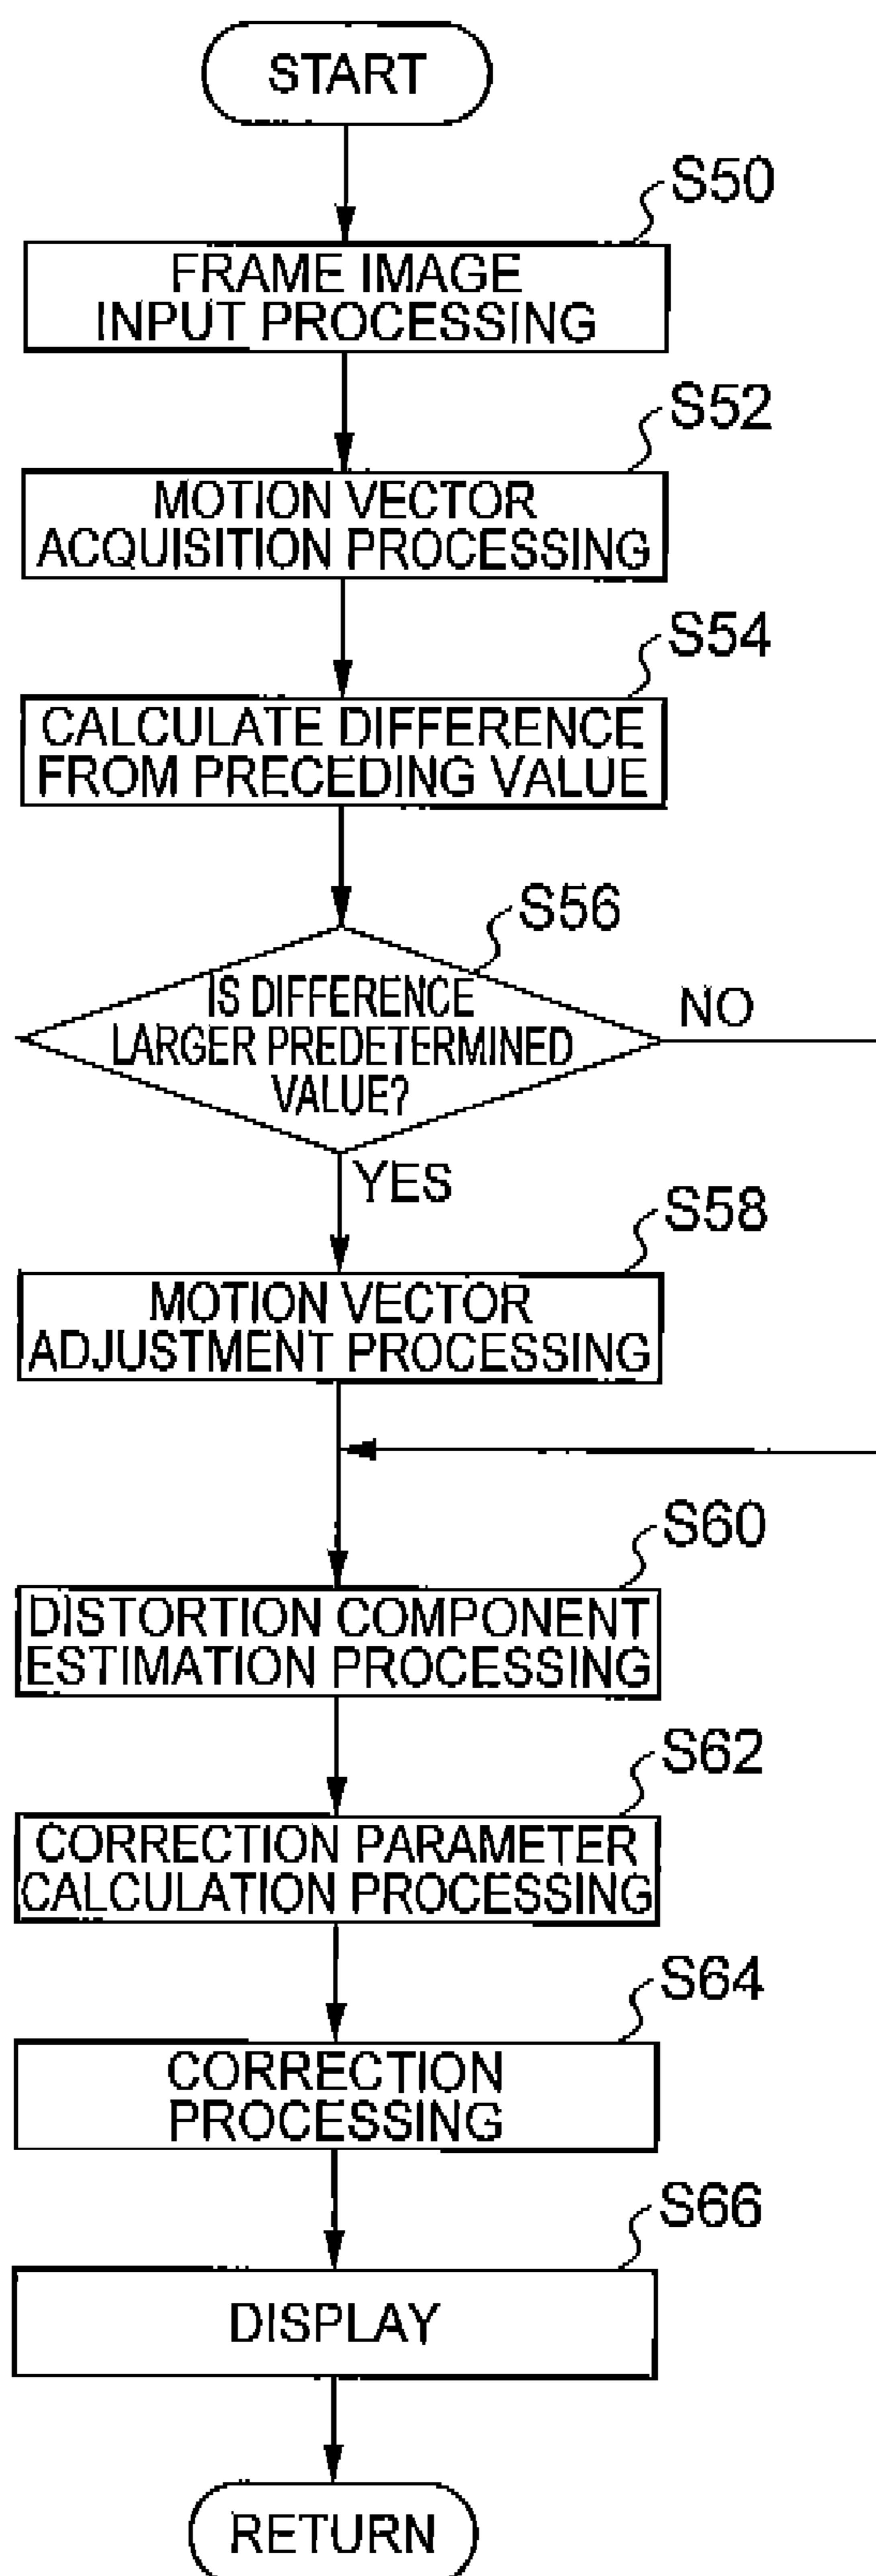 START
S50
FRAME IMAGE
INPUT PROCESSING
S52
MOTION VECTOR
ACQUISITION PROCESSING
S54
CALCULATE DIFFERENCE
FROM PRECEDING VALUE
S56
IS DIFFERENCE
LARGER PREDETERMINED
VALUE?
NO
YES
S58
MOTION VECTOR
ADJUSTMENT PROCESSING
S60
DISTORTION COMPONENT
ESTIMATION PROCESSING
S62
CORRECTION PARAMETER
CALCULATION PROCESSING
S64
CORRECTION
PROCESSING
S66
DISPLAY
RETURN